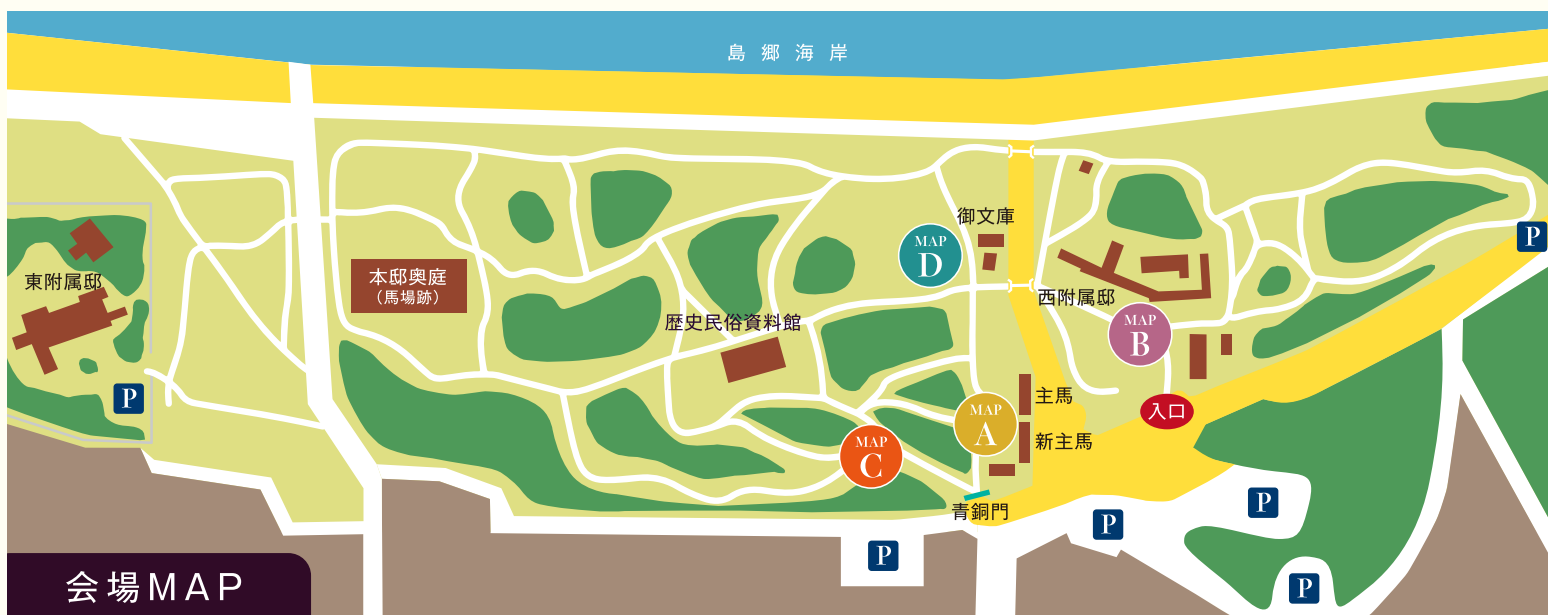 島郷海岸
御文庫
MAP
D
P
東附属邸
本邸奥庭
（馬場跡）
西附属邸
歴史民俗資料館
MAP
B
P
主馬
入口
MAP
A
新主馬
MAP
C
青銅門
P
P
P
会場MAP
P